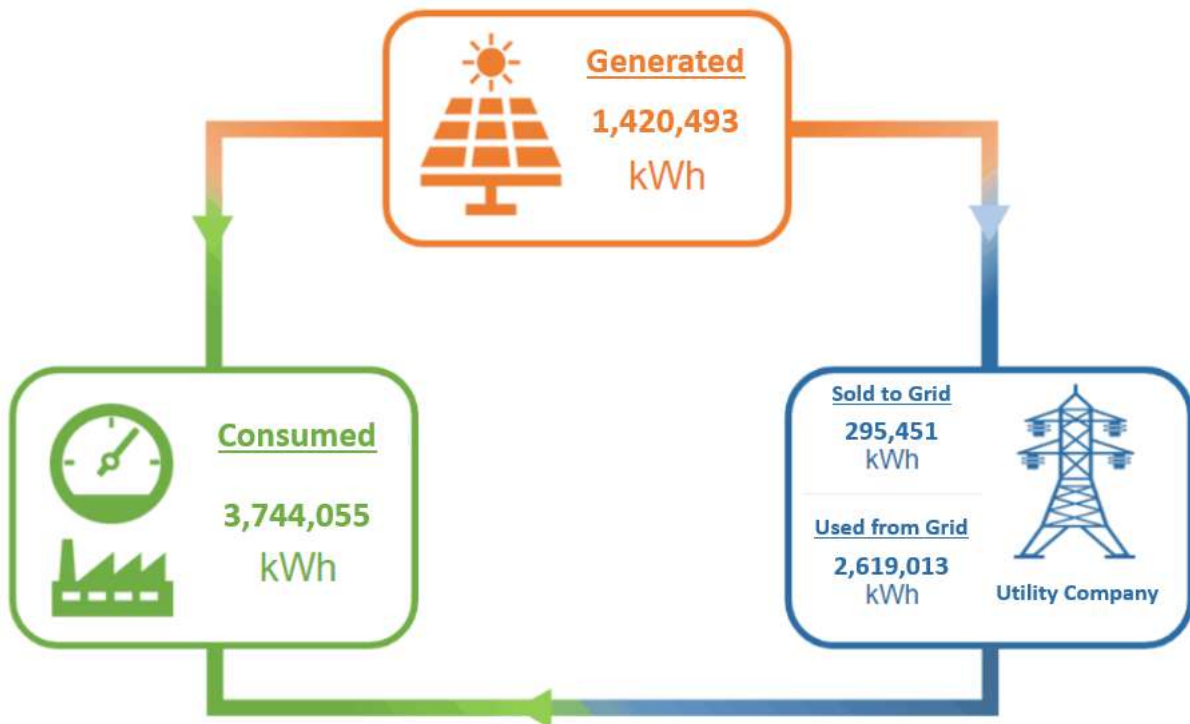 Generated
1,420,493
kWh
Consumed
3,744,055
kWh
Sold to Grid
295,451
kWh
Used from Grid
2,619,013
kWh
Utility Company